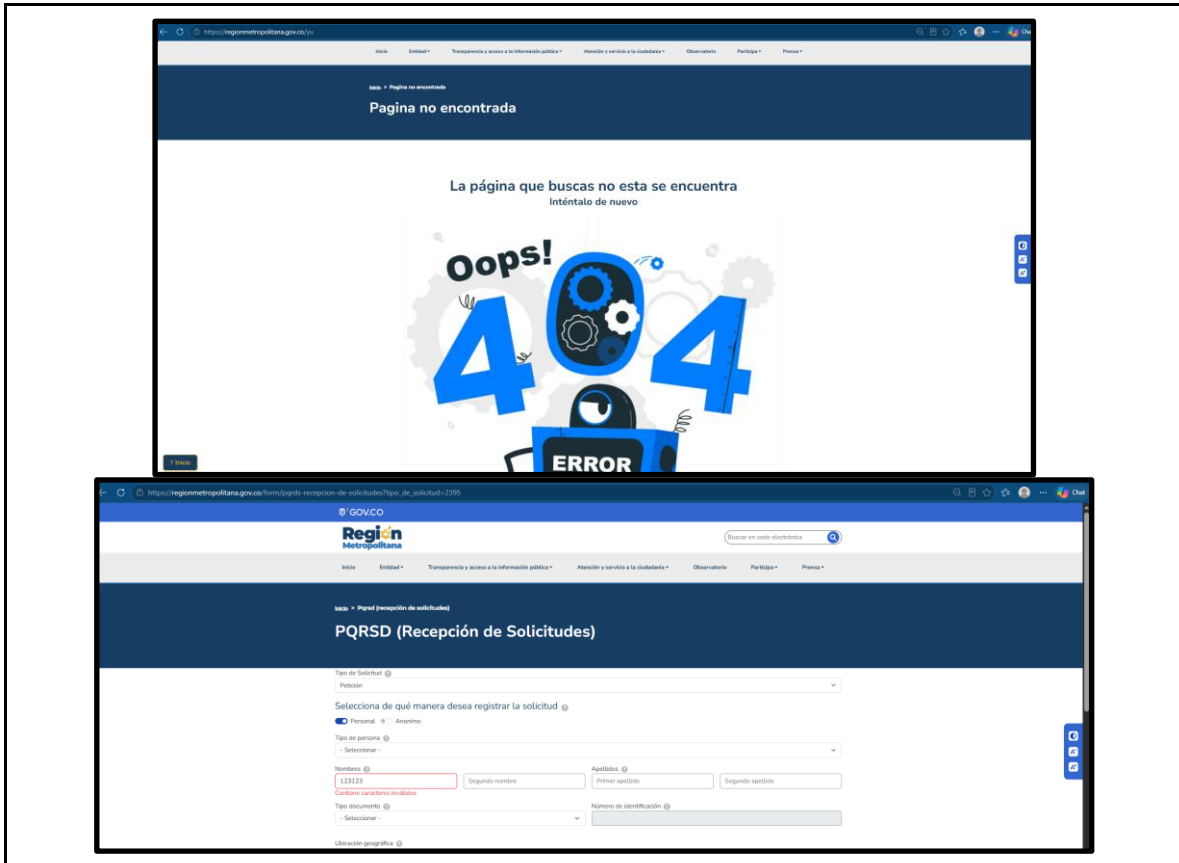 https://regionmetropolitana.gov.co/yu
Inicio Entidad Transparencia y acceso a la información pública Atención y servicio a la ciudadanía Observatorio Participa Prensa
Inicio > Pagina no encontrada
Pagina no encontrada
La página que buscas no esta se encuentra
Inténtalo de nuevo
Oops!
404
ERROR
↑ Inicio
https://regionmetropolitana.gov.co/form/pqrds-recepcion-de-solicitudes?tipo_de_solicitud=2395
Chat
GOV.CO
Región
Metropolitana
Buscar en sede electrónica
Inicio Entidad Transparencia y acceso a la información pública Atención y servicio a la ciudadanía Observatorio Participa Prensa
Inicio > Pqrsd (recepción de solicitudes)
PQRSD (Recepción de Solicitudes)
Tipo de Solicitud
Petición
Selecciona de qué manera desea registrar la solicitud
Personal Anonimo
Tipo de persona
- Seleccionar -
Nombres Apellidos
123123 Segundo nombre Primer apellido Segundo apellido
Contiene caracteres inválidos
Tipo documento Número de identificación
- Seleccionar -
Ubicación geográfica